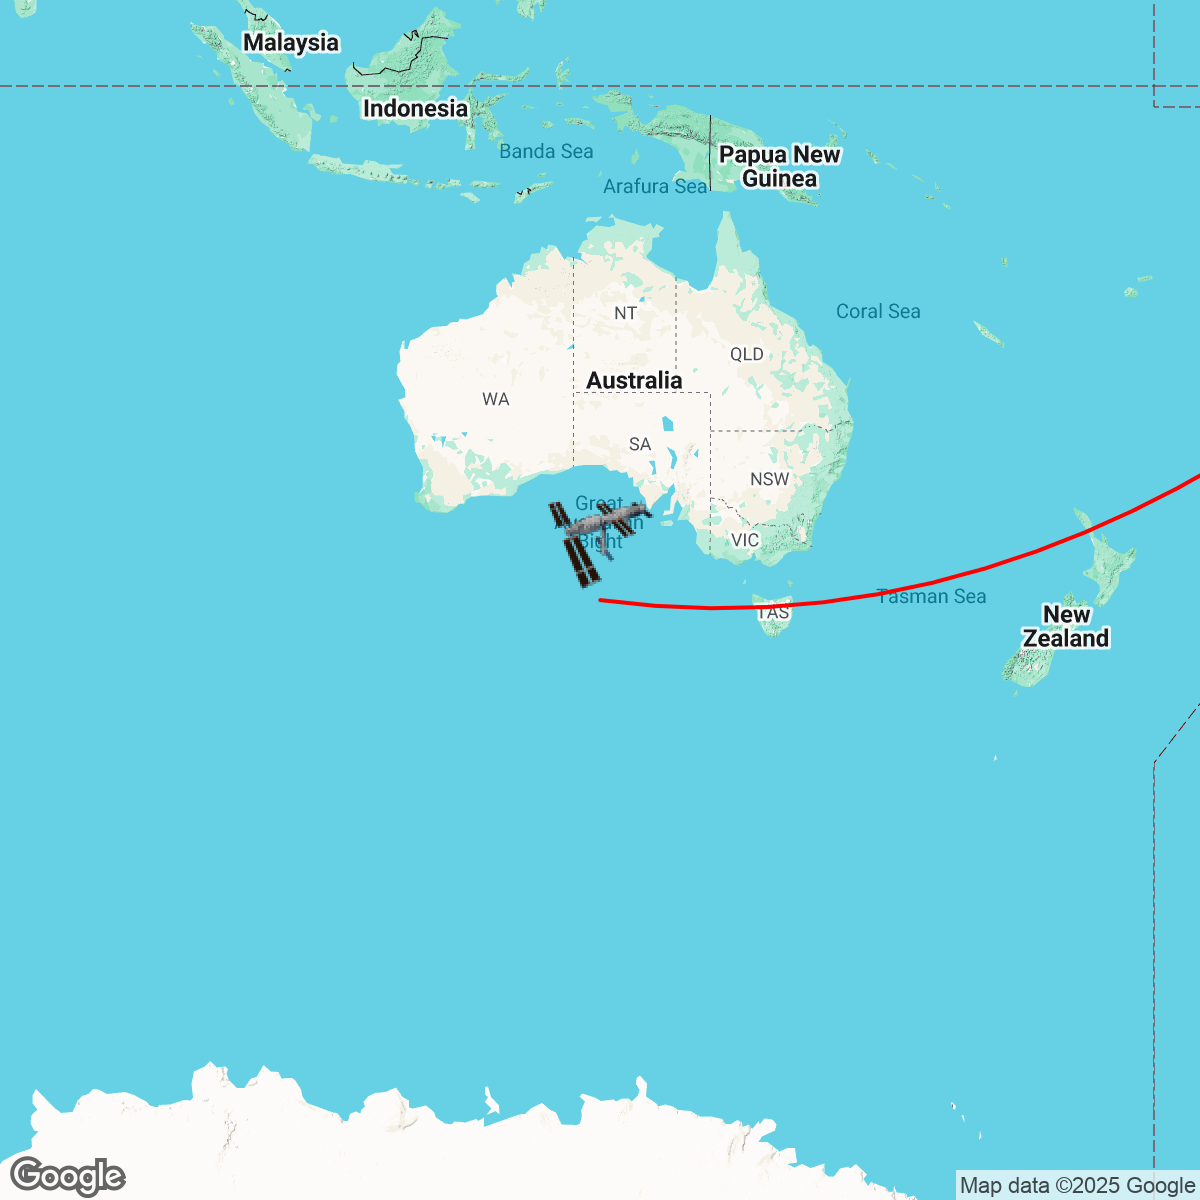 Malaysia
Indonesia
Banda Sea
Papua New
Guinea
Arafura Sea
Coral Sea
NT
QLD
Australia
WA
SA
NSW
Great
Bight
VIC
Tasman Sea
TAS
New
Zealand
Google
Map data ©2025 Google